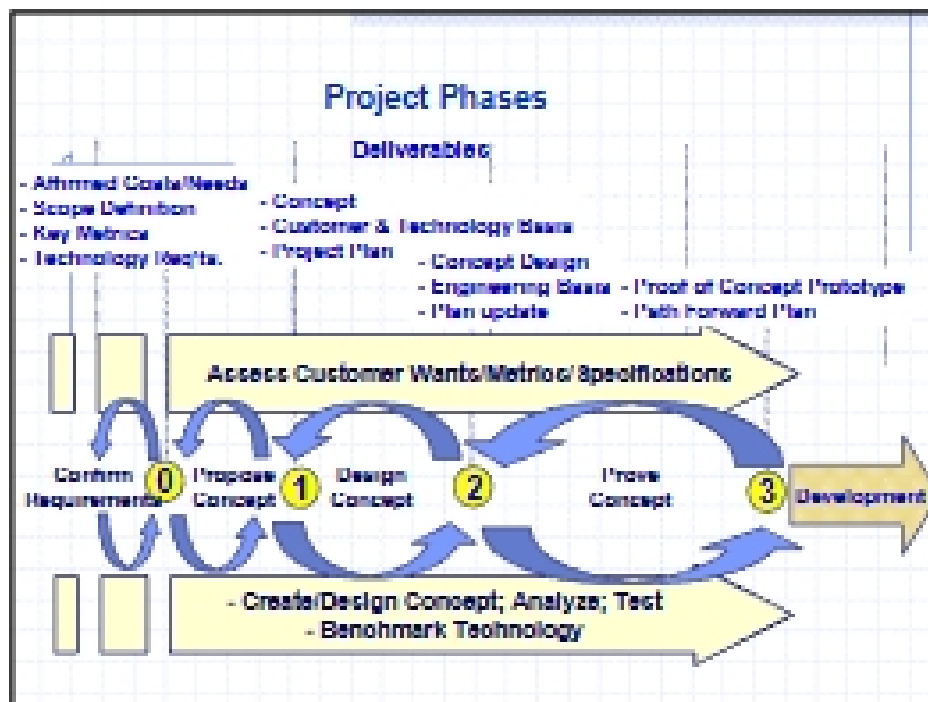 Project Phases
Deliverables
- Affirmed Costs/Needs
- Scope Definition
- Key Metrics
- Technology Req'ts.
- Concept
- Customer & Technology Basis
- Project Plan
- Concept Design
- Engineering Basis
- Plan update
- Proof of Concept Prototype
- Path Forward Plan
Assess Customer Wants/Metrics/Specifications
Confirm
Requirements
0
Propose
Concept
1
Design
Concept
2
Prove
Concept
3
Development
- Create/Design Concept; Analyze; Test
- Benchmark Technology